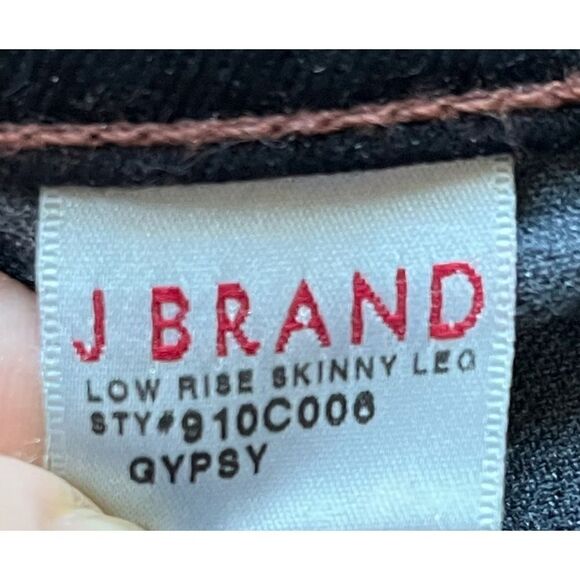 J BRAND
LOW RISE SKINNY LEG
STY#910C006
GYPSY